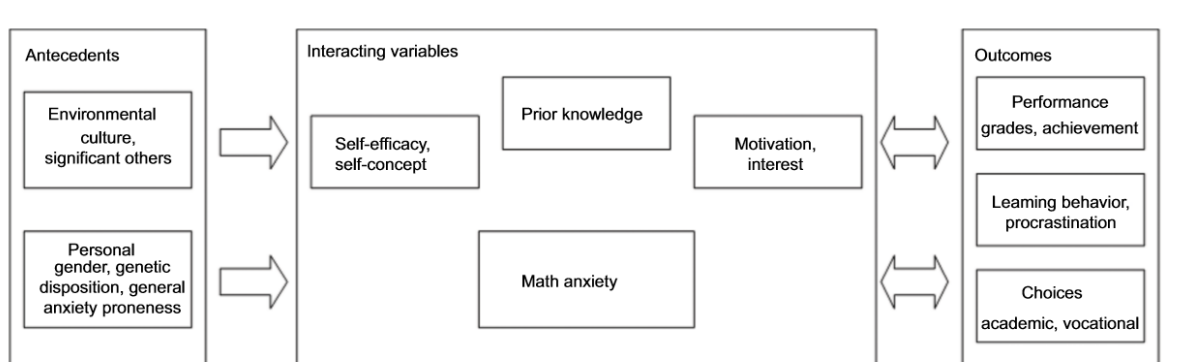 Antecedents
Environmental
culture,
significant others
Personal
gender, genetic
disposition, general
anxiety proneness
Interacting variables
Prior knowledge
Self-efficacy,
self-concept
Motivation,
interest
Math anxiety
Outcomes
Performance
grades, achievement
Leaming behavior,
procrastination
Choices
academic, vocational